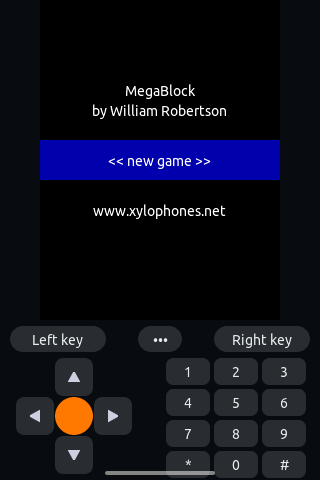 MegaBlock
by William Robertson
<< new game >>
www.xylophones.net
Left key
•••
Right key
1 2 3
4 5 6
7 8 9
* 0 #